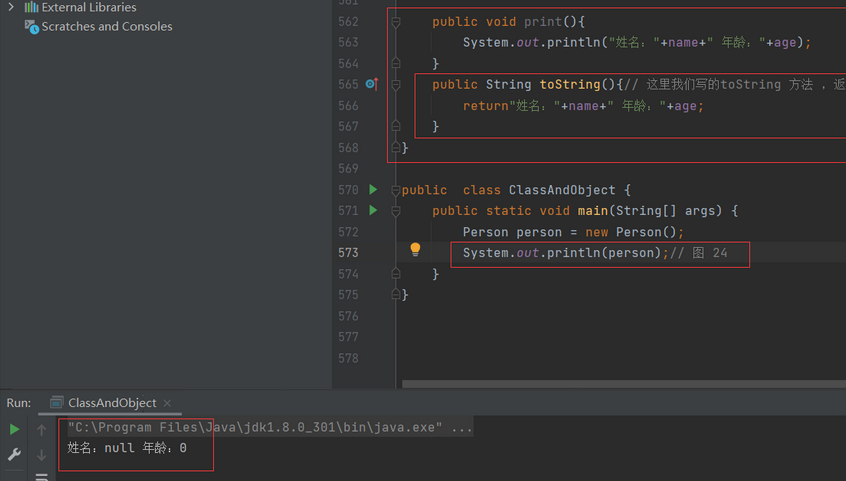 External Libraries
Scratches and Consoles
562 public void print(){
563 System.out.println("姓名："+name+" 年龄："+age);
564 }
565 public String toString(){// 这里我们写的toString 方法 ，返
566 return"姓名："+name+" 年龄："+age;
567 }
568 }
569
570 public class ClassAndObject {
571 public static void main(String[] args) {
572 Person person = new Person();
573 System.out.println(person);// 图 24
574 }
575 }
576
577
578
Run: ClassAndObject ×
"C:\Program Files\Java\jdk1.8.0_301\bin\java.exe" ...
姓名：null 年龄：0